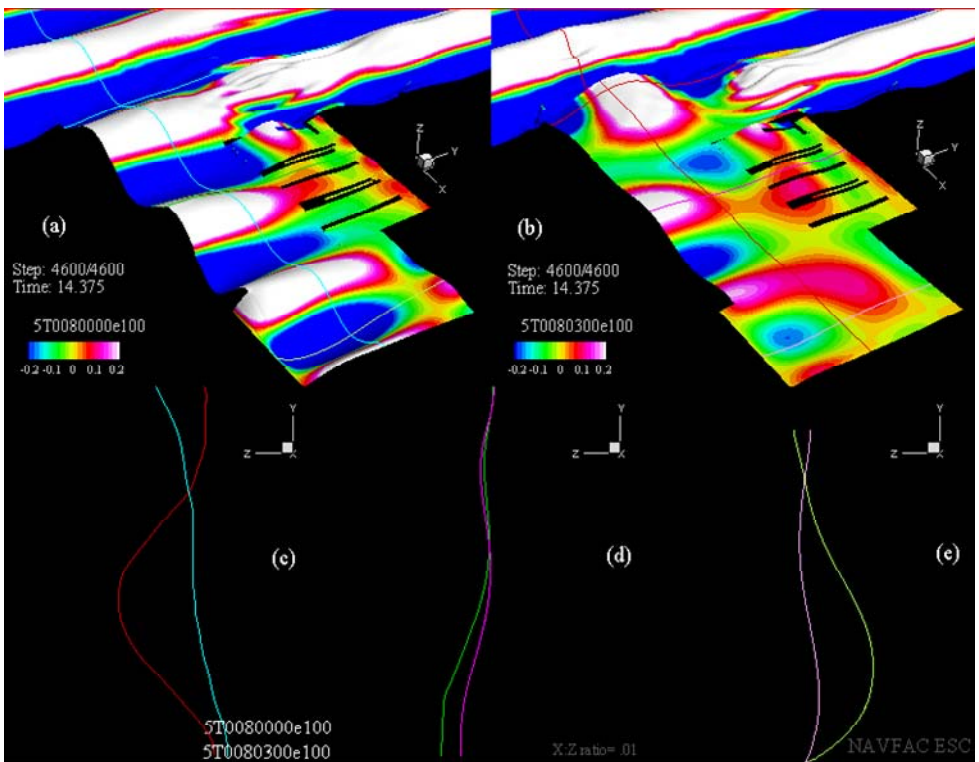 (a)
Step: 4600/4600
Time: 14.375
5T0080000e100
-0.2 -0.1 0 0.1 0.2
Z
Y
X
(b)
Step: 4600/4600
Time: 14.375
5T0080300e100
-0.2 -0.1 0 0.1 0.2
Z
Y
X
(c)
Y
Z
X
5T0080000e100
5T0080300e100
(d)
Y
Z
X
X:Z ratio= .01
(e)
Y
Z
X
NAVFAC ESC